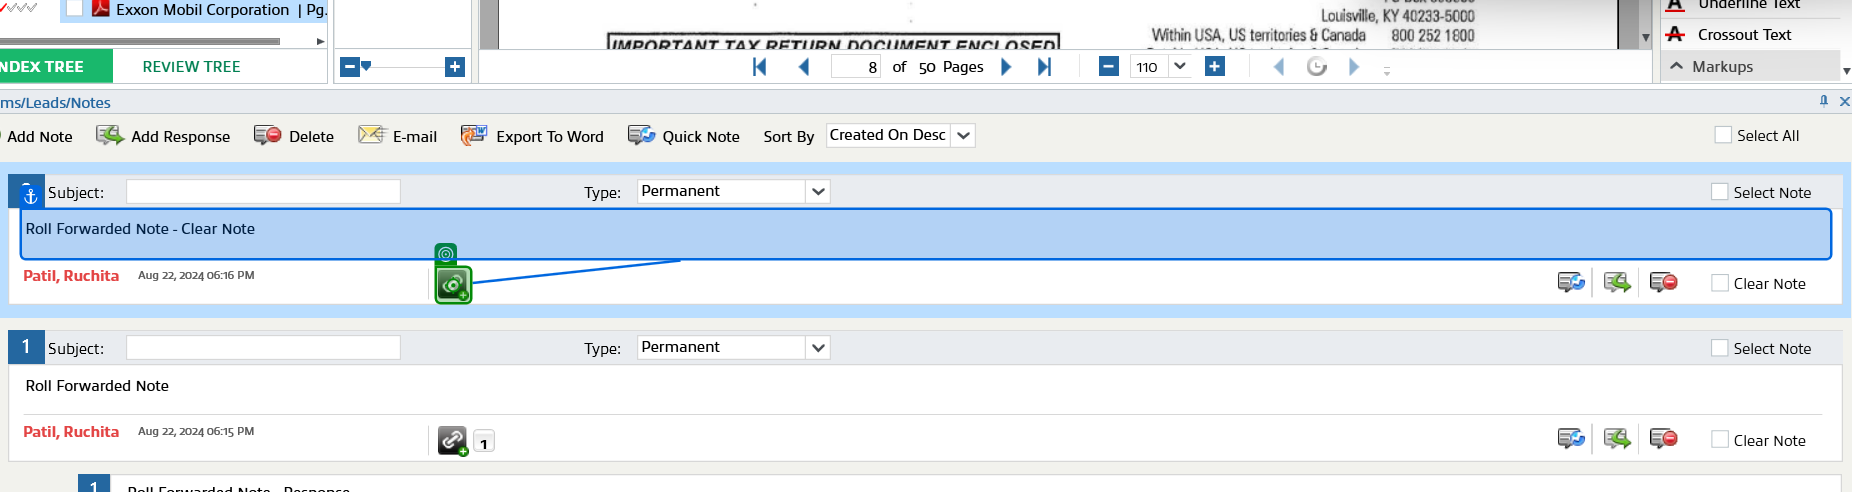 Exxon Mobil Corporation | Pg.
Louisville, KY 40233-5000
Within USA, US territories & Canada 800 252 1800
IMPORTANT TAX RETURN DOCUMENT ENCLOSED
Underline Text
Crossout Text
Markups
NDEX TREE
REVIEW TREE
8 of 50 Pages
110
ms/Leads/Notes
Add Note
Add Response
Delete
E-mail
Export To Word
Quick Note
Sort By
Created On Desc
Select All
Subject:
Type:
Permanent
Select Note
Roll Forwarded Note - Clear Note
Patil, Ruchita
Aug 22, 2024 06:16 PM
Clear Note
1
Subject:
Type:
Permanent
Select Note
Roll Forwarded Note
Patil, Ruchita
Aug 22, 2024 06:15 PM
1
Clear Note
1
Roll Forwarded Note - Response